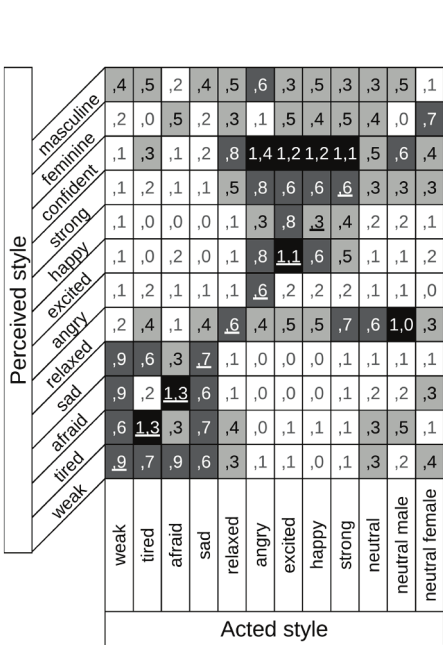 Perceived style
masculine ,4 ,5 ,2 ,4 ,5 ,6 ,3 ,5 ,3 ,3 ,5 ,1
feminine ,2 ,0 ,5 ,2 ,3 ,1 ,5 ,4 ,5 ,4 ,0 ,7
confident ,1 ,3 ,1 ,2 ,8 1,4 1,2 1,2 1,1 ,5 ,6 ,4
strong ,1 ,2 ,1 ,1 ,5 ,8 ,6 ,6 ,6 ,3 ,3 ,3
happy ,1 ,0 ,0 ,0 ,1 ,3 ,8 ,3 ,4 ,2 ,2 ,1
excited ,1 ,0 ,2 ,0 ,1 ,8 1,1 ,6 ,5 ,1 ,1 ,2
angry ,1 ,2 ,1 ,1 ,1 ,6 ,2 ,2 ,2 ,1 ,1 ,0
relaxed ,2 ,4 ,1 ,4 ,6 ,4 ,5 ,5 ,7 ,6 1,0 ,3
sad ,9 ,6 ,3 ,7 ,1 ,0 ,0 ,0 ,1 ,1 ,1 ,1
afraid ,9 ,2 1,3 ,6 ,1 ,0 ,0 ,0 ,1 ,2 ,2 ,3
tired ,6 1,3 ,3 ,7 ,4 ,0 ,1 ,1 ,1 ,3 ,5 ,1
weak ,9 ,7 ,9 ,6 ,3 ,1 ,1 ,0 ,1 ,3 ,2 ,4
weak
tired
afraid
sad
relaxed
angry
excited
happy
strong
neutral
neutral male
neutral female
Acted style